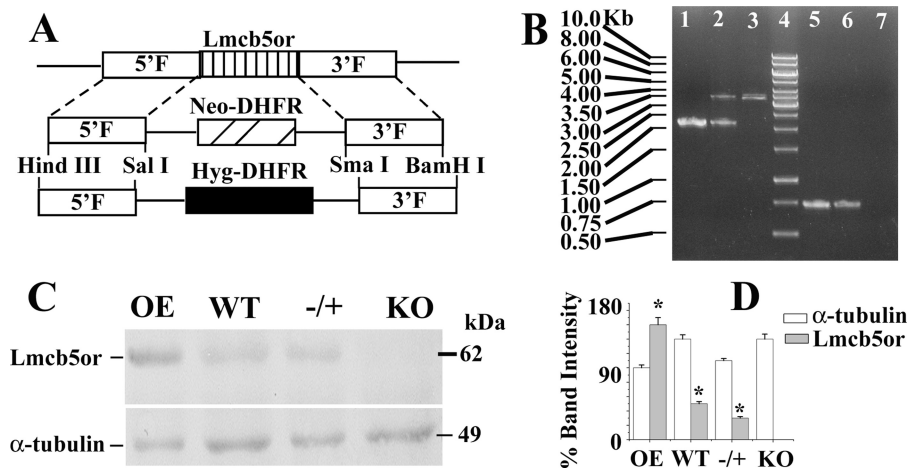 A
Lmcb5or
5'F
3'F
Neo-DHFR
5'F
3'F
Hind III
Sal I
Sma I
BamH I
Hyg-DHFR
5'F
3'F
B
10.0 Kb
8.00
6.00
5.00
4.00
3.50
3.00
2.50
2.00
1.50
1.00
0.75
0.50
1 2 3 4 5 6 7
C
OE WT -/+ KO
kDa
Lmcb5or
62
α-tubulin
49
D
α-tubulin
Lmcb5or
% Band Intensity
180
90
0
*
*
*
OE WT -/+ KO